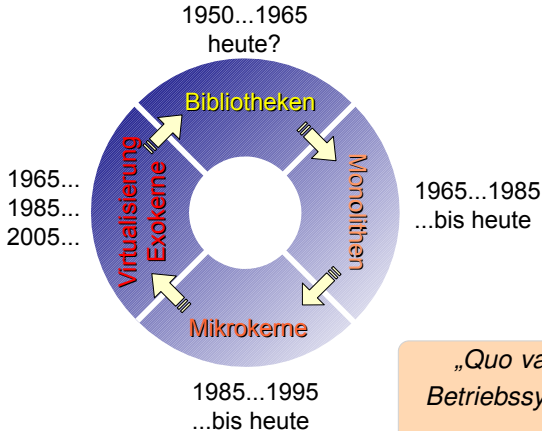 1950...1965
heute?
Bibliotheken
Monolithen
1965...1985
...bis heute
Mikrokerne
1985...1995
...bis heute
Virtualisierung
Exokerne
1965...
1985...
2005...
„Quo va
Betriebssy